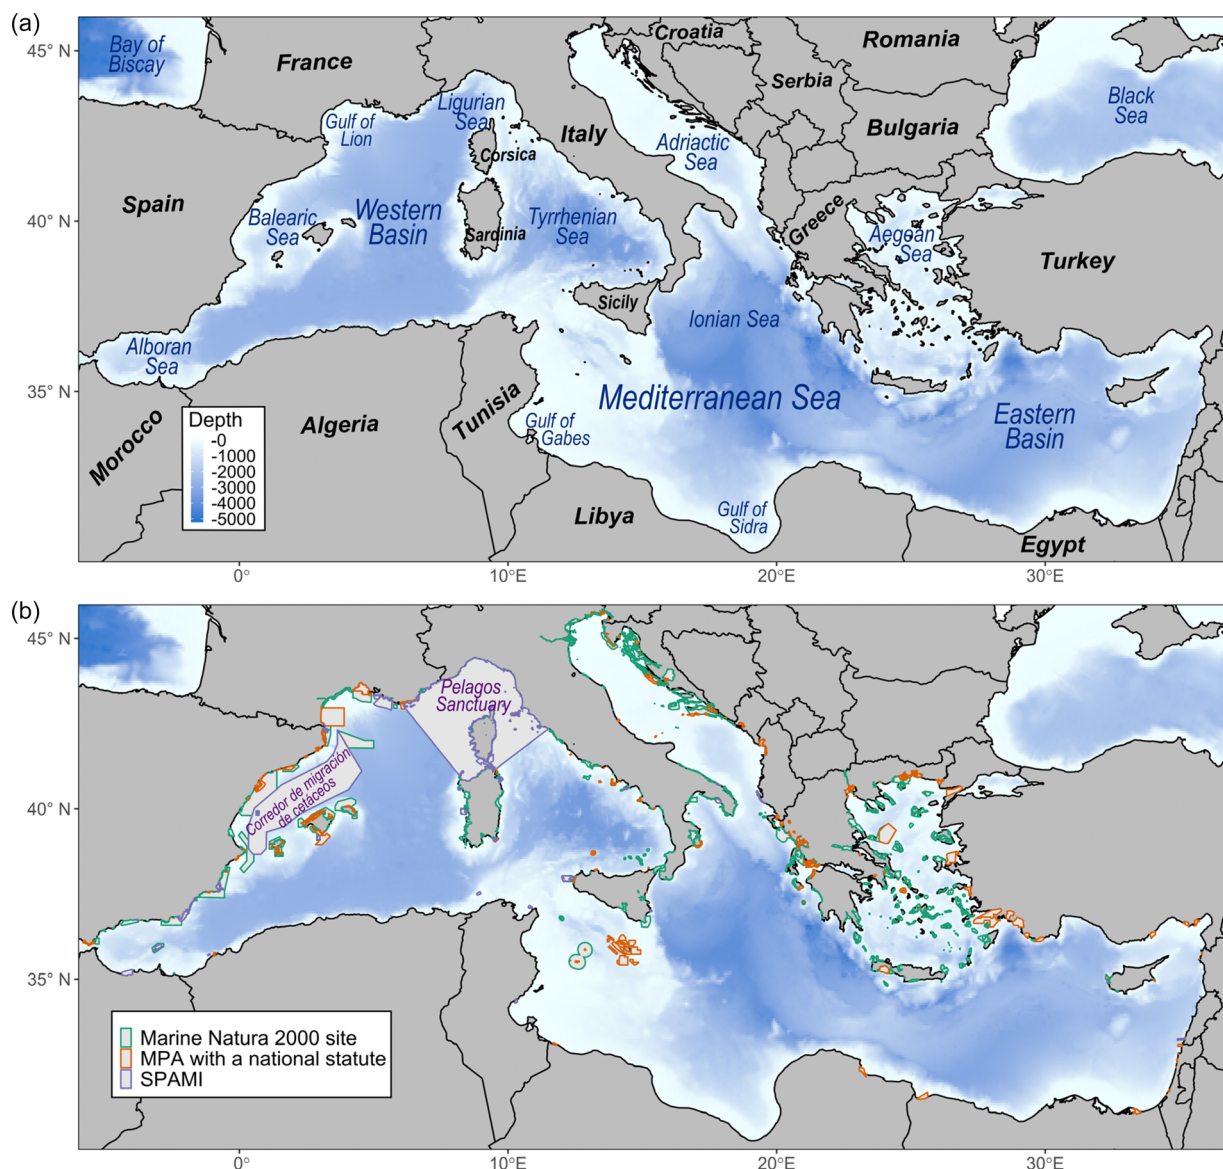 (a)
45° N
40° N
35° N
Bay of
Biscay
France
Croatia
Romania
Serbia
Black
Sea
Ligurian
Sea
Gulf of
Lion
Italy
Bulgaria
Adriactic
Sea
Corsica
Spain
Balearic
Sea
Western
Basin
Sardinia
Tyrrhenian
Sea
Greece
Aegean
Sea
Turkey
Sicily
Ionian Sea
Alboran
Sea
Mediterranean Sea
Eastern
Basin
Morocco
Algeria
Tunisia
Gulf of
Gabes
Depth
-0
-1000
-2000
-3000
-4000
-5000
Libya
Gulf of
Sidra
Egypt
0°
10°E
20°E
30°E
(b)
45° N
40° N
35° N
Pelagos
Sanctuary
Corredor de migración
de cetáceos
Marine Natura 2000 site
MPA with a national statute
SPAMI
0°
10°E
20°E
30°E